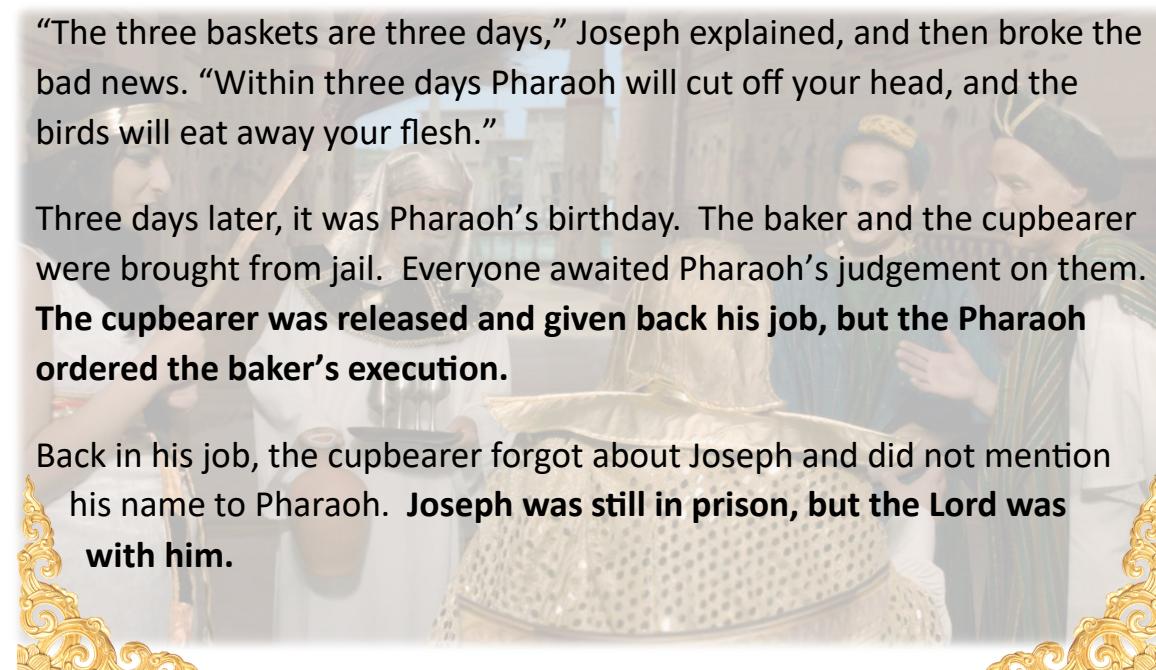 “The three baskets are three days,” Joseph explained, and then broke the
bad news. “Within three days Pharaoh will cut off your head, and the
birds will eat away your flesh.”
Three days later, it was Pharaoh’s birthday.  The baker and the cupbearer
were brought from jail.  Everyone awaited Pharaoh’s judgement on them.
The cupbearer was released and given back his job, but the Pharaoh
ordered the baker’s execution.
Back in his job, the cupbearer forgot about Joseph and did not mention
his name to Pharaoh.  Joseph was still in prison, but the Lord was
with him.